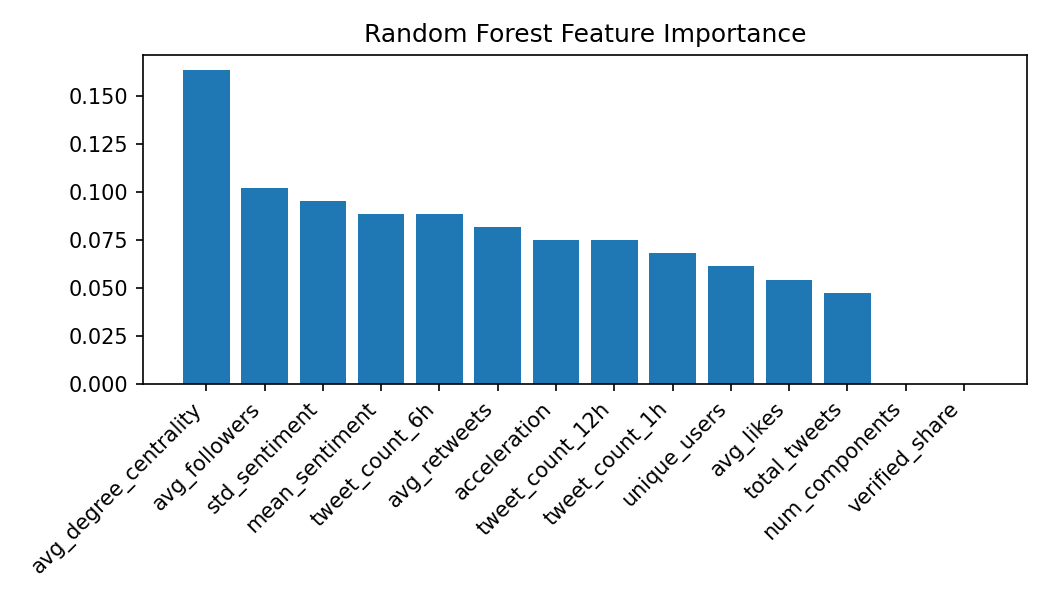 Random Forest Feature Importance
0.150
0.125
0.100
0.075
0.050
0.025
0.000
avg_degree_centrality
avg_followers
std_sentiment
mean_sentiment
tweet_count_6h
avg_retweets
acceleration
tweet_count_12h
tweet_count_1h
unique_users
avg_likes
total_tweets
num_components
verified_share